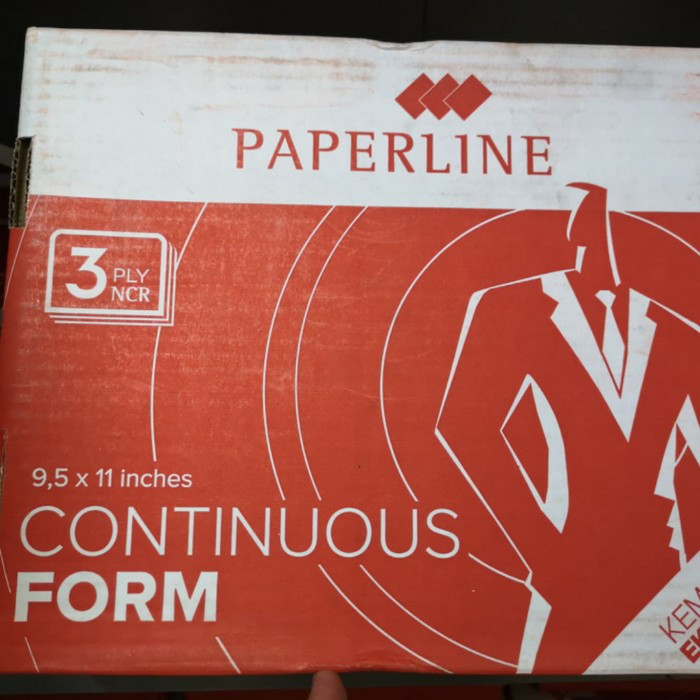 PAPERLINE
3 PLY
NCR
9,5 x 11 inches
CONTINUOUS
FORM